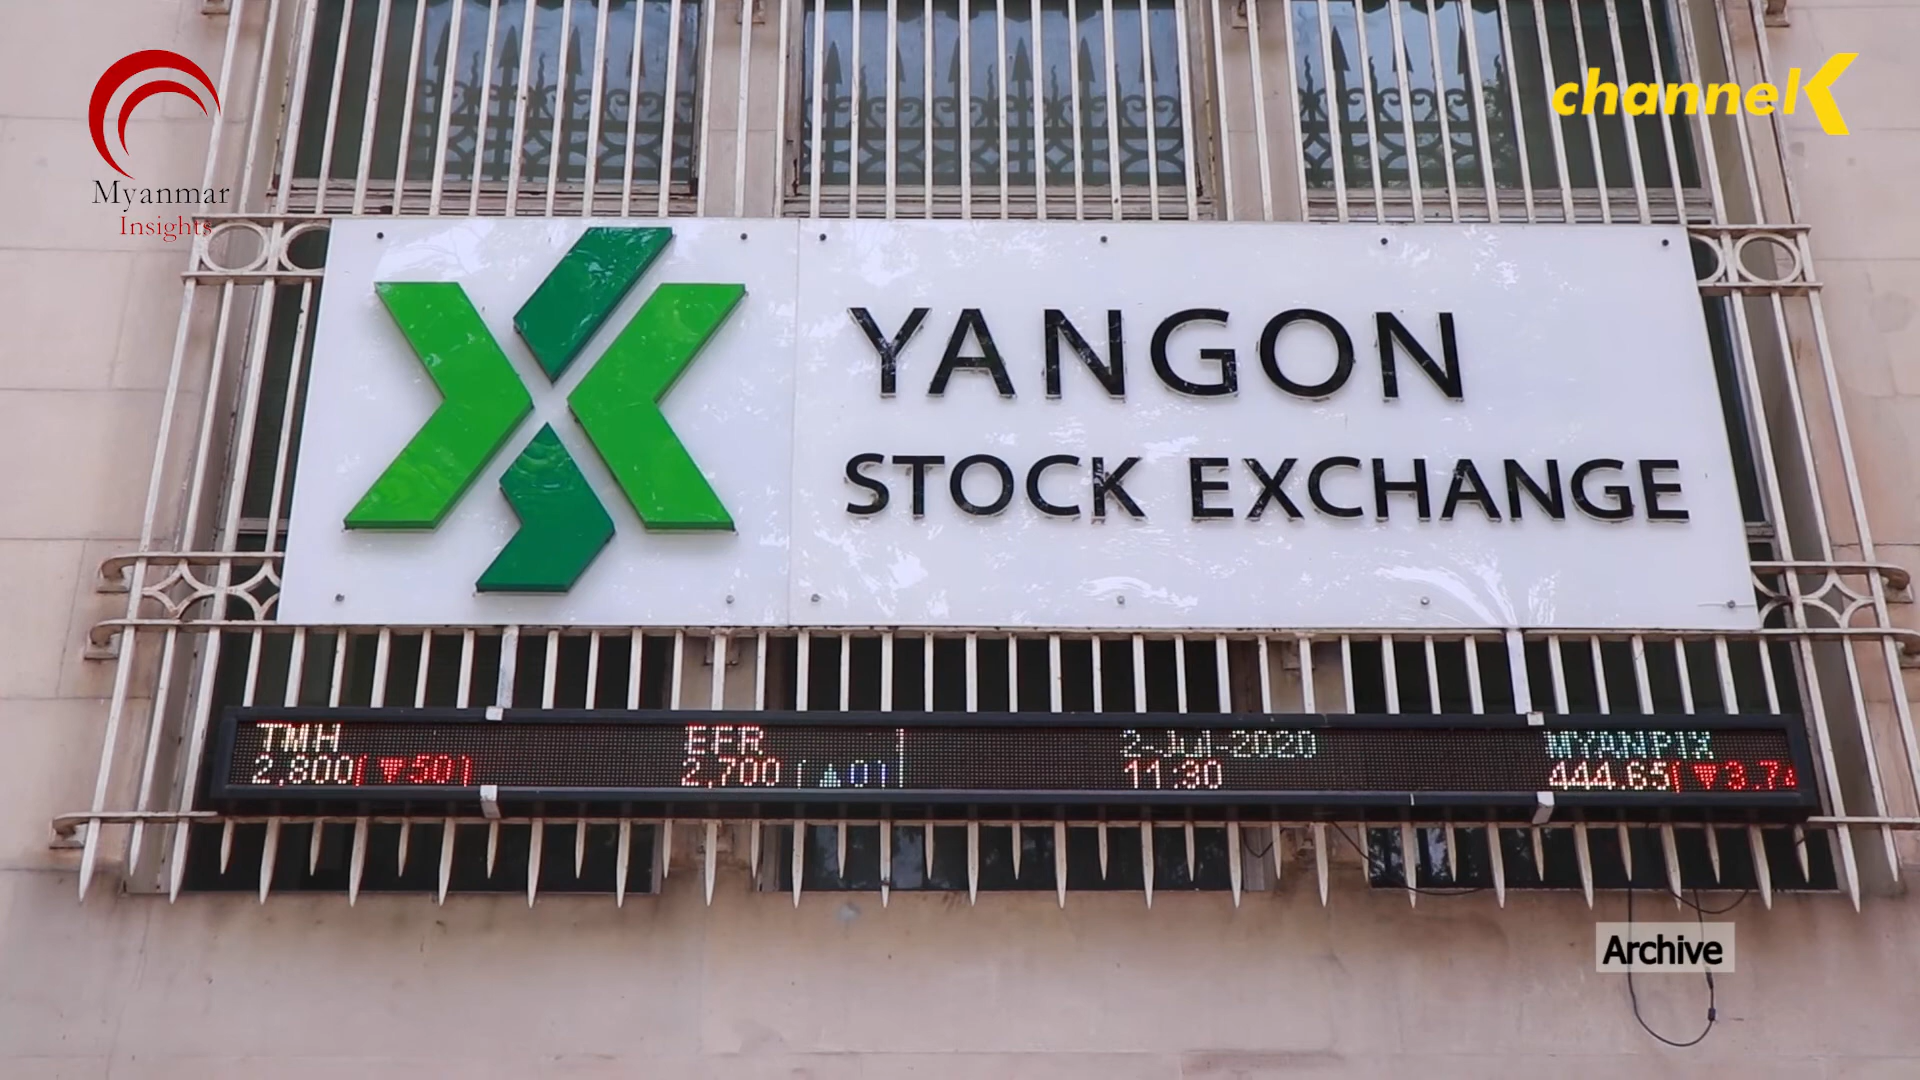 Myanmar
Insights
channel K
YANGON
STOCK EXCHANGE
TMH
2,800(▼50)
EFR
2,700 (▲0)
2-Jul-2020
11:30
MYANPIX
444.65(▼3.74
Archive